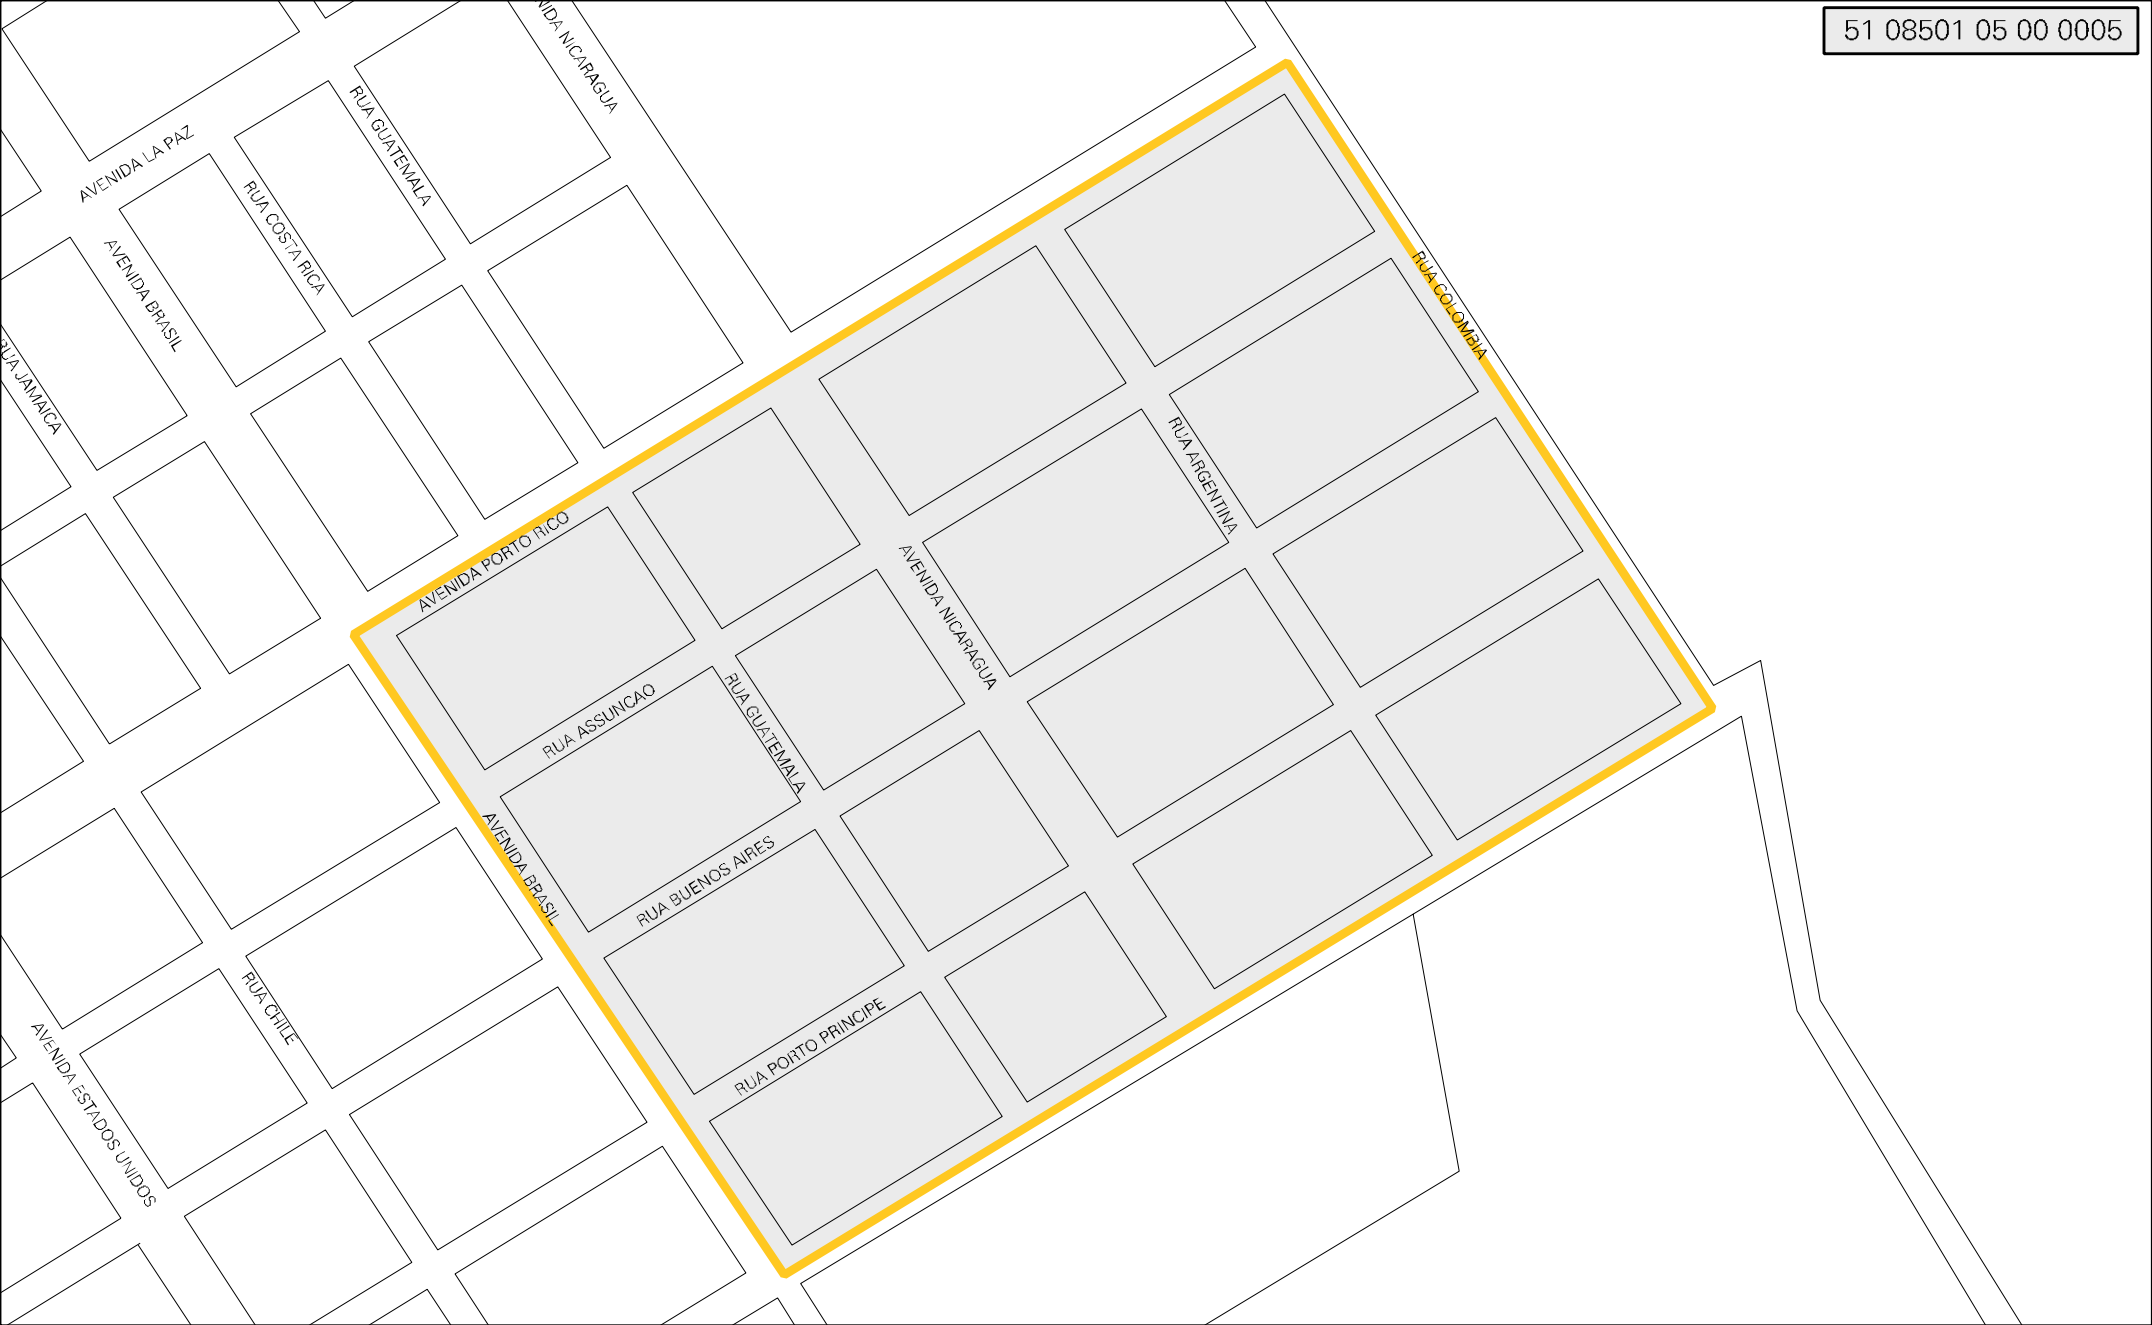 51 08501 05 00 0005
NIDA NICARAGUA
RUA GUATEMALA
AVENIDA LA PAZ
RUA COSTA RICA
AVENIDA BRASIL
RUA JAMAICA
RUA COLOMBIA
RUA ARGENTINA
AVENIDA PORTO RICO
AVENIDA NICARAGUA
RUA ASSUNCAO
RUA GUATEMALA
AVENIDA BRASIL
RUA BUENOS AIRES
RUA CHILE
RUA PORTO PRINCIPE
AVENIDA ESTADOS UNIDOS